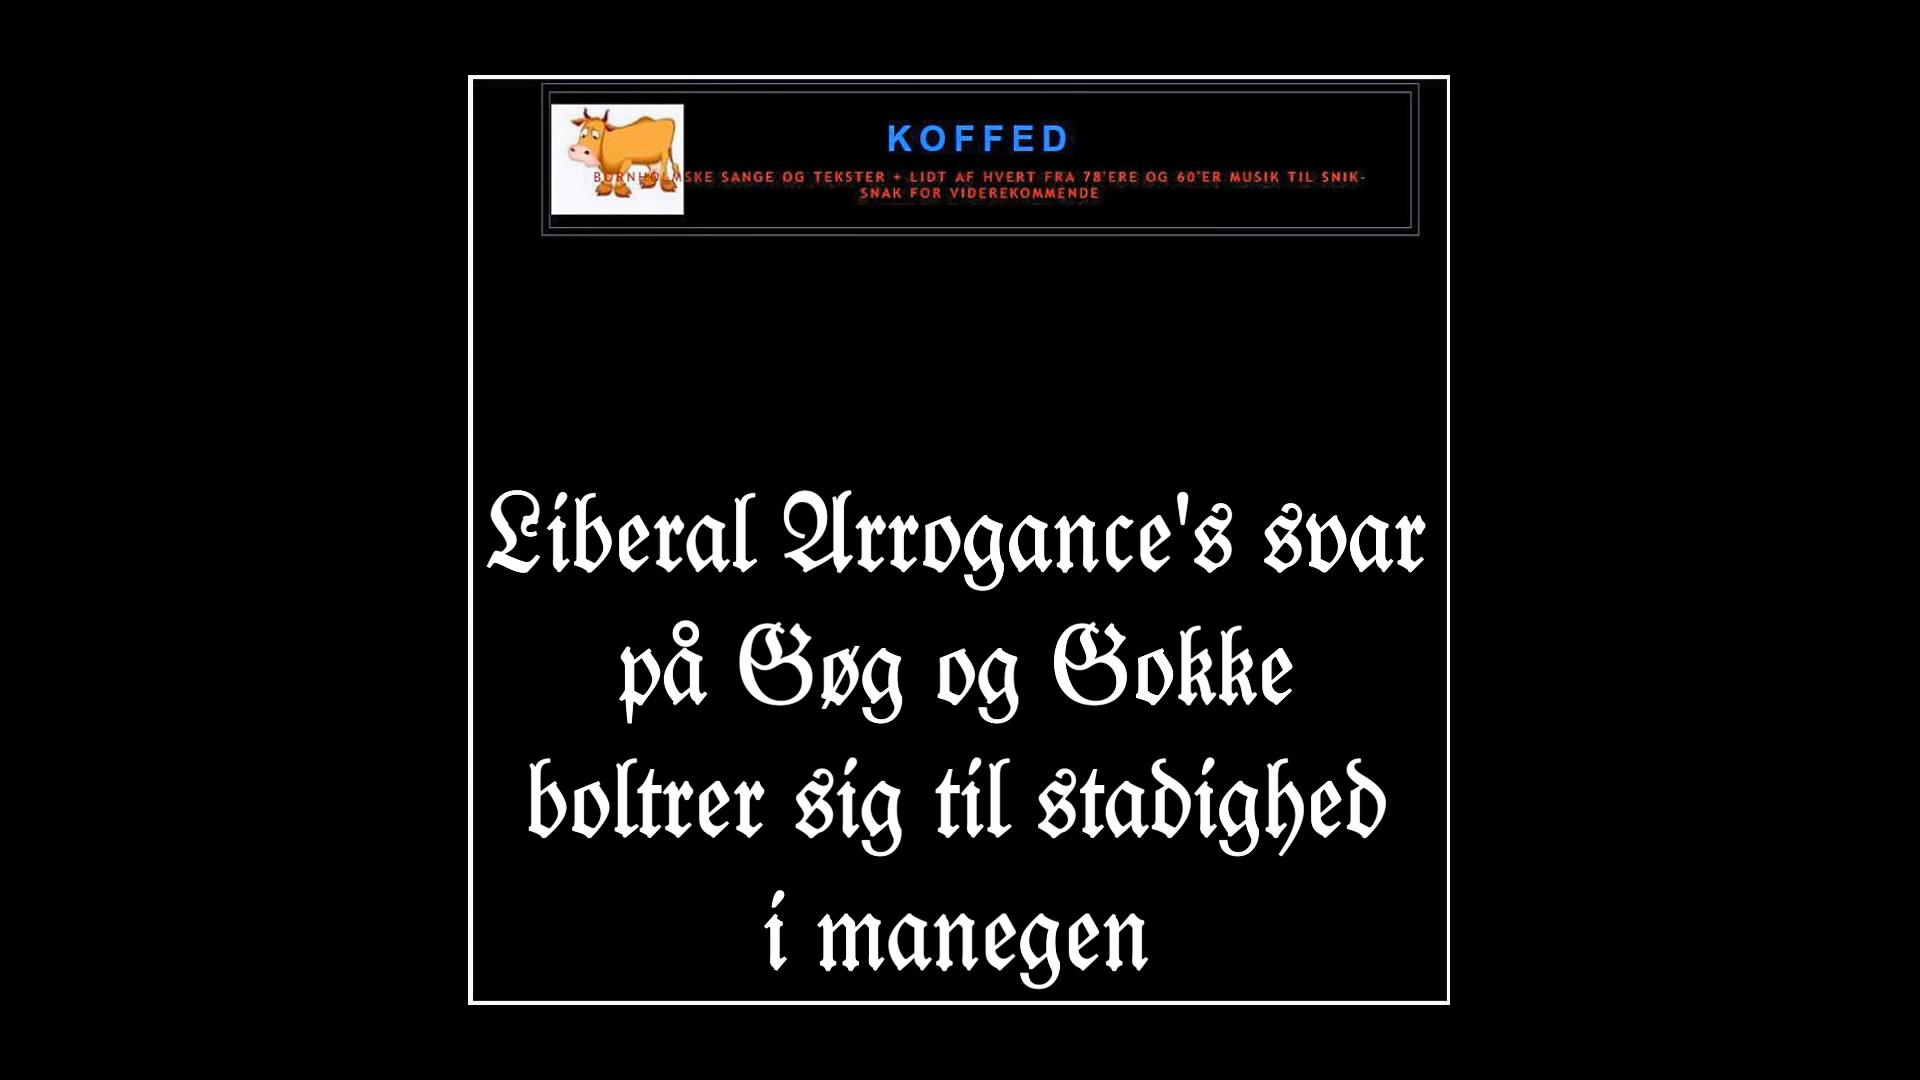 KOFFED
BORNHOLMSKE SANGE OG TEKSTER + LIDT AF HVERT FRA 78'ERE OG 60'ER MUSIK TIL SNIK-
SNAK FOR VIDEREKOMMENDE
Liberal Arrogance's svar
på Gøg og Gokke
boltrer sig til stadighed
i manegen